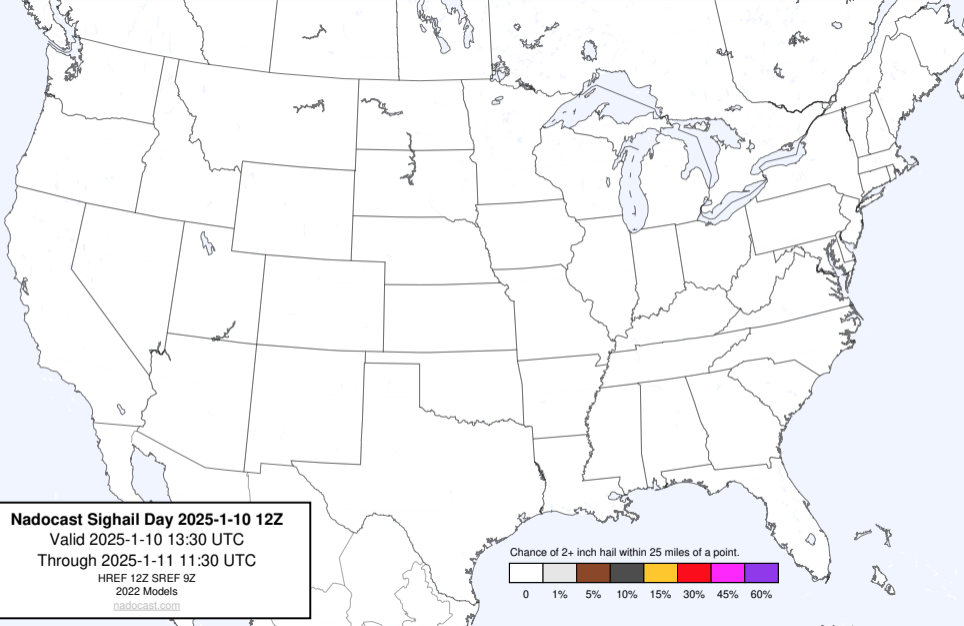 Nadocast Sighail Day 2025-1-10 12Z
Valid 2025-1-10 13:30 UTC
Through 2025-1-11 11:30 UTC
HREF 12Z SREF 9Z
2022 Models
nadocast.com
Chance of 2+ inch hail within 25 miles of a point.
0 1% 5% 10% 15% 30% 45% 60%